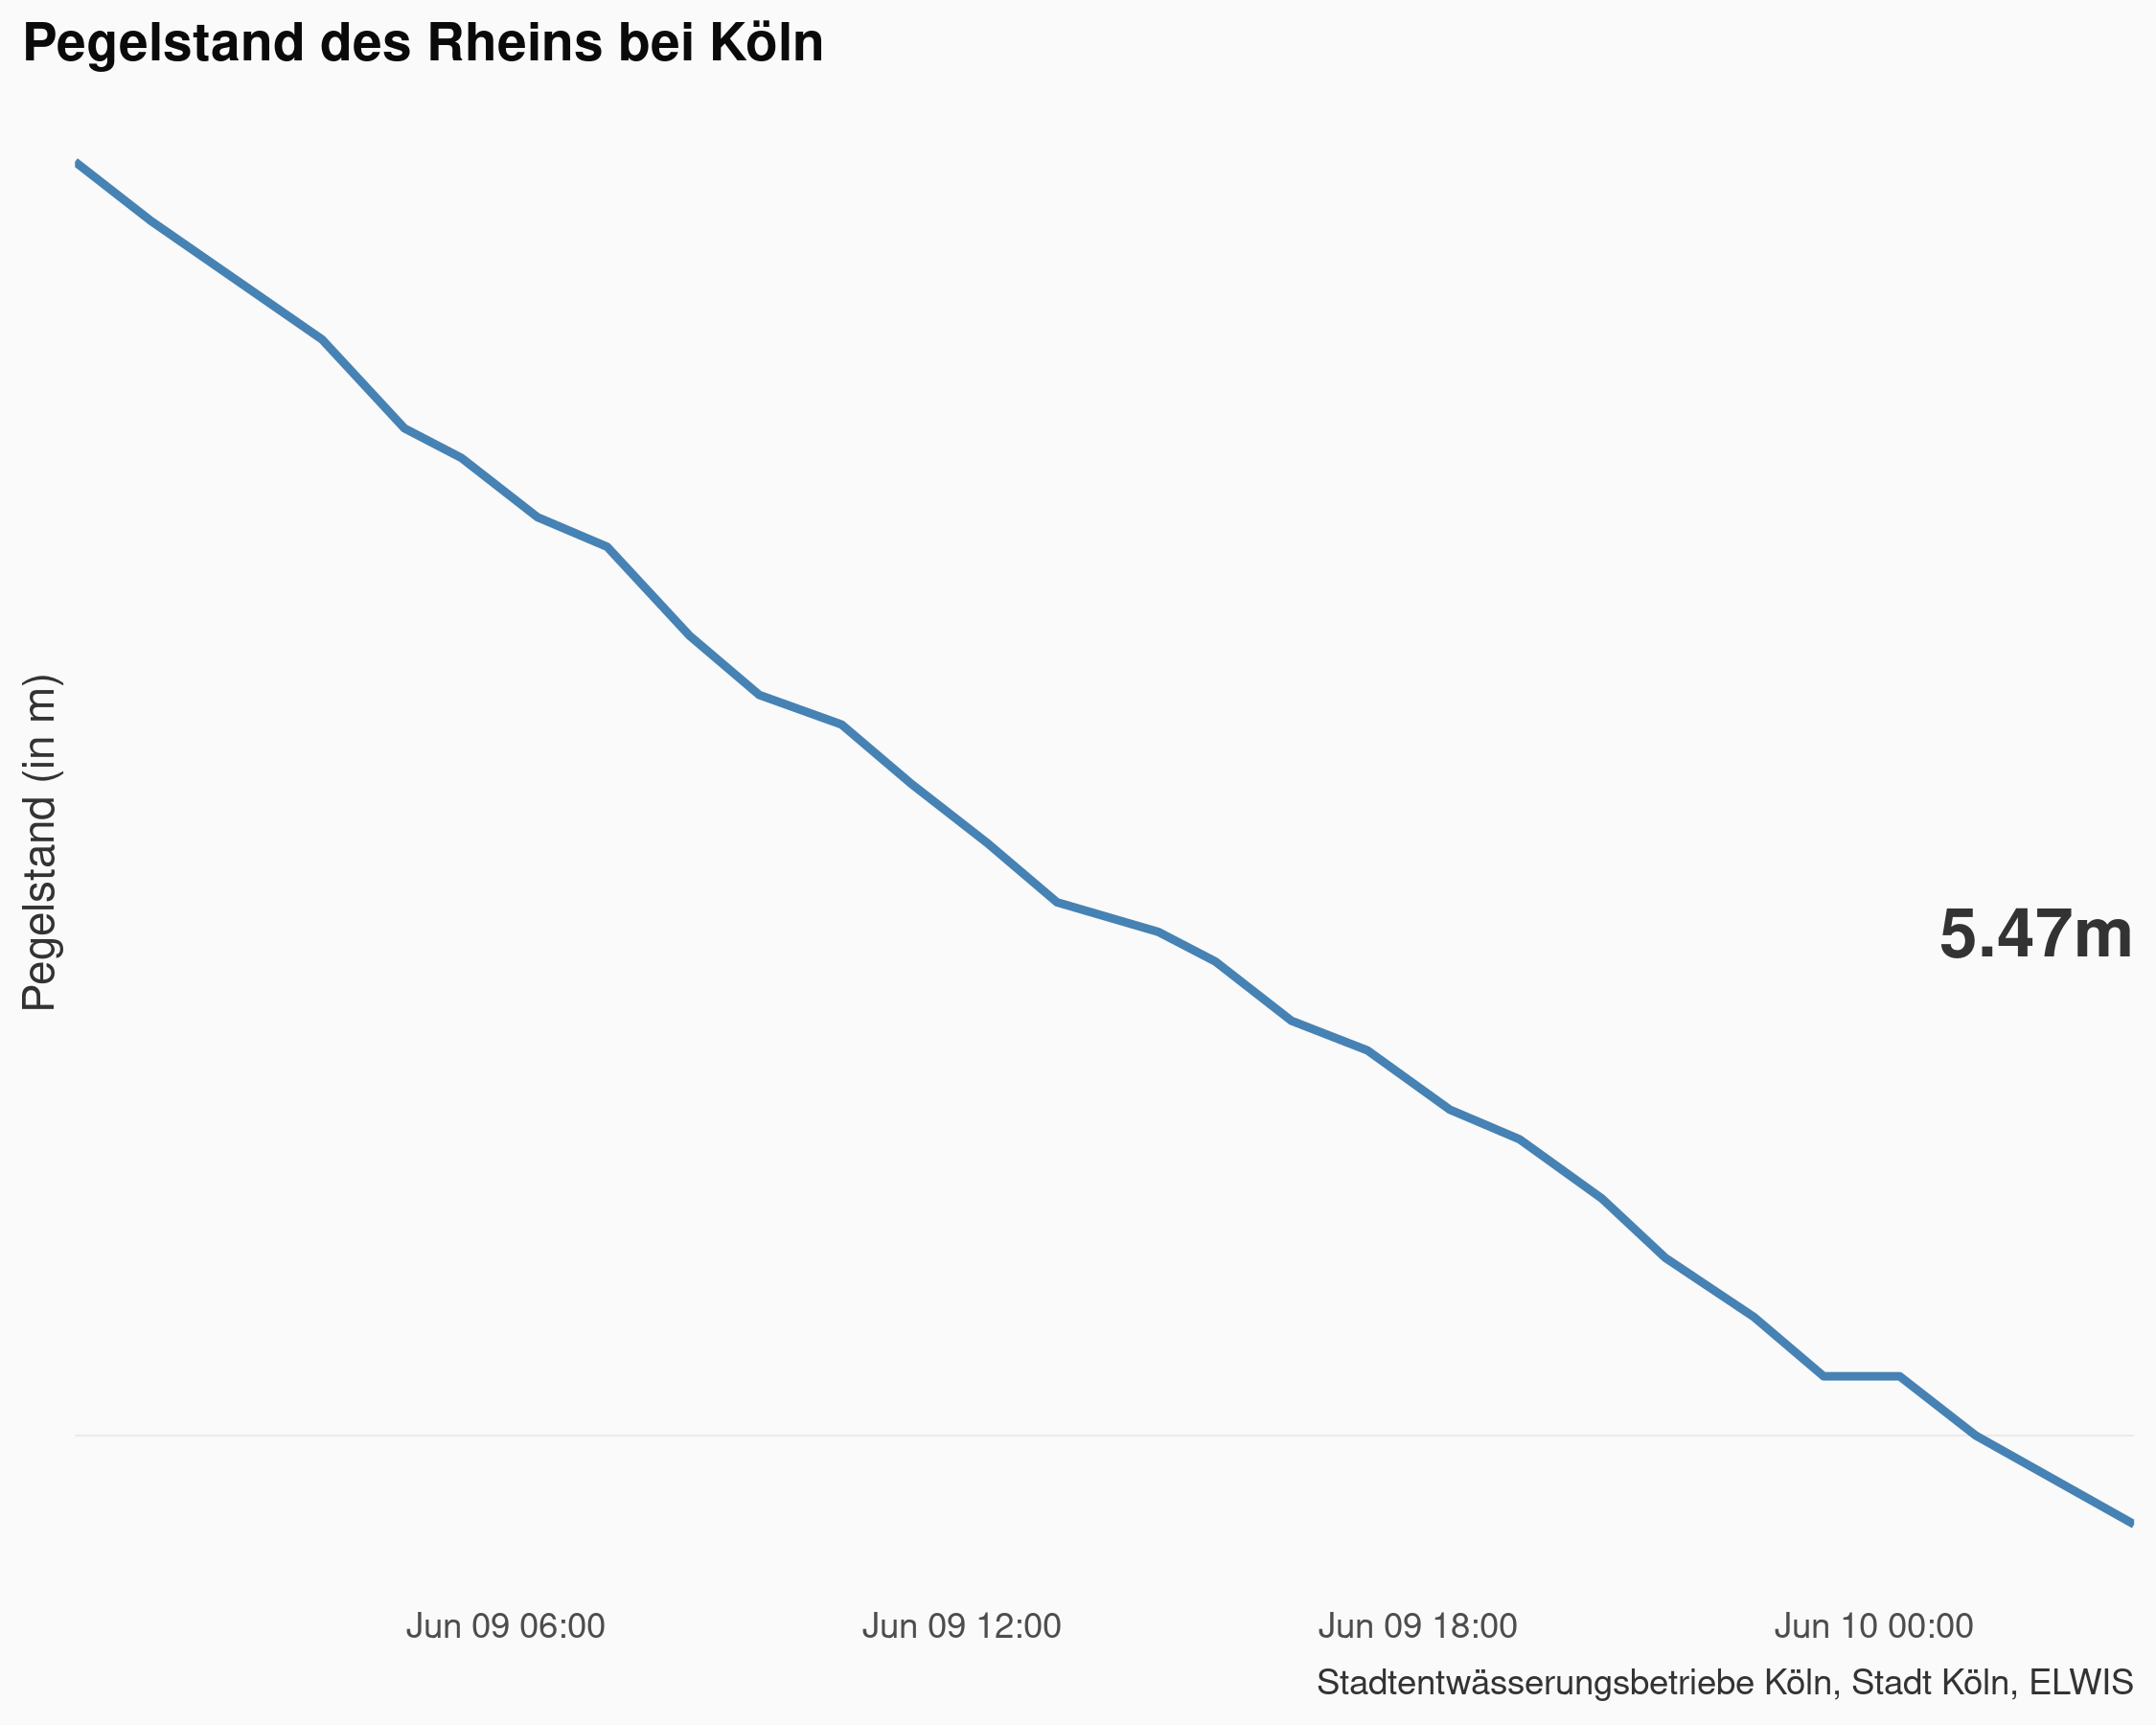 Pegelstand des Rheins bei Köln
Pegelstand (in m)
5.47m
Jun 09 06:00
Jun 09 12:00
Jun 09 18:00
Jun 10 00:00
Stadtentwässerungsbetriebe Köln, Stadt Köln, ELWIS